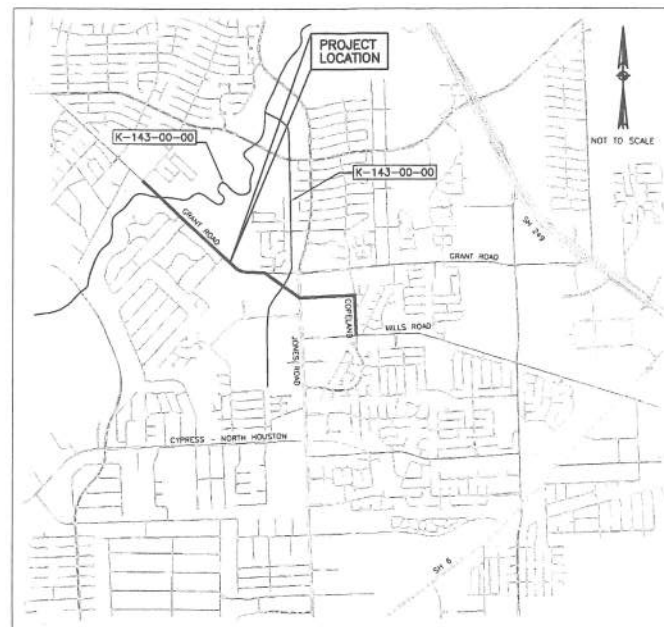 PROJECT
LOCATION
K-143-00-00
NOT TO SCALE
K-143-00-00
GRANT ROAD
SH 249
GRANT ROAD
COPELAND
MILLS ROAD
JONES ROAD
CYPRESS - NORTH HOUSTON
SH 6